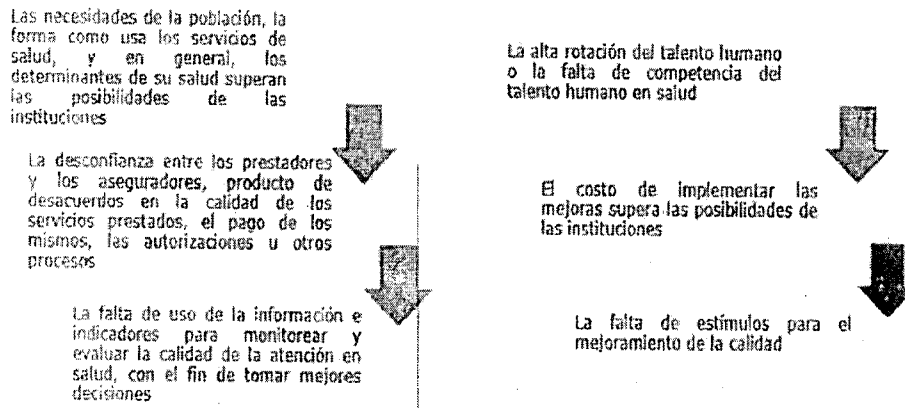 Las necesidades de la población, la
forma como usa los servicios de
salud, y en general, los
determinantes de su salud superan
las posibilidades de las
instituciones
La desconfianza entre los prestadores
y los aseguradores, producto de
desacuerdos en la calidad de los
servicios prestados, el pago de los
mismos, las autorizaciones u otros
procesos
La falta de uso de la información e
indicadores para monitorear y
evaluar la calidad de la atención en
salud, con el fin de tomar mejores
decisiones
La alta rotación del talento humano
o la falta de competencia del
talento humano en salud
El costo de implementar las
mejoras supera las posibilidades de
las instituciones
La falta de estímulos para el
mejoramiento de la calidad